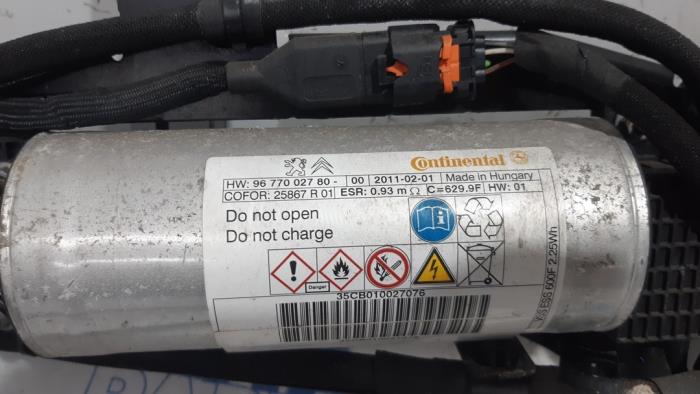 Continental
HW: 96 770 027 80 - 00 2011-02-01 Made in Hungary
COFOR: 25867 R 01 ESR: 0.93 m Ω C=629.9F HW: 01
Do not open
Do not charge
Danger
35CB010027076
ESS 600F 2.25Wh